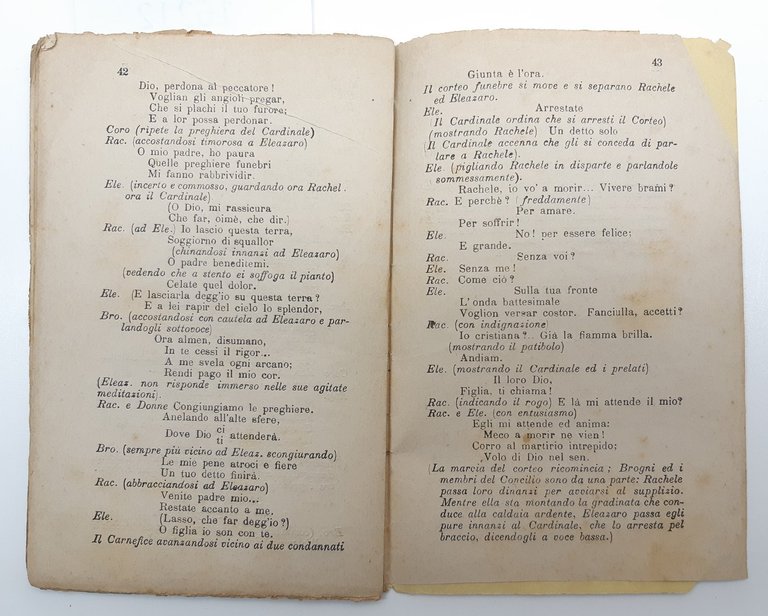 42
Dio, perdona al peccatore!
Voglian gli angioli pregar,
Che si plachi il tuo furore;
E a lor possa perdonar.
Coro (ripete la preghiera del Cardinale)
Rac. (accostandosi timorosa a Eleazaro)
O mio padre, ho paura
Quelle preghiere funebri
Mi fanno rabbrividir.
Ele. (incerto e commosso, guardando ora Rachel.
ora il Cardinale)
(O Dio, mi rassicura
Che far, oimè, che dir.)
Rac. (ad Ele.) Io lascio questa terra,
Soggiorno di squallor
(chinandosi innanzi ad Eleazaro)
O padre beneditemi.
(vedendo che a stento ei soffoga il pianto)
Celate quel dolor.
Ele. (E lasciarla degg'io su questa terra?
E a lei rapir del cielo lo splendor,
Bro. (accostandosi con cautela ad Eleazaro e par-
landogli sottovoce)
Ora almen, disumano,
In te cessi il rigor...
A me svela ogni arcano;
Rendi pago il mio cor.
(Eleaz. non risponde immerso nelle sue agitate
meditazioni).
Rac. e Donne Congiungiamo le preghiere.
Anelando all'alte sfere,
Dove Dio ci ti attenderà.
Bro. (sempre più vicino ad Eleaz. scongiurando)
Le mie pene atroci e fiere
Un tuo detto finirà.
Rac. (abbracciandosi ad Eleazaro)
Venite padre mio...
Restate accanto a me.
Ele. (Lasso, che far degg'io?)
O figlia io son con te.
Il Carnefice avanzandosi vicino ai due condannati
43
Giunta è l'ora.
Il corteo funebre si move e si separano Rachele
ed Eleazaro.
Ele. Arrestate
(Il Cardinale ordina che si arresti il Corteo)
(mostrando Rachele) Un detto solo
(Il Cardinale accenna che gli si conceda di par-
lare a Rachele).
Ele. (pigliando Rachele in disparte e parlandole
sommessamente).
Rachele, io vo' a morir... Vivere brami?
Rac. E perchè? (freddamente)
Per amare.
Per soffrir!
Ele. No! per essere felice;
E grande.
Rac. Senza voi?
Ele. Senza me!
Rac. Come ciò?
Ele. Sulla tua fronte
L'onda battesimale
Voglion versar costor. Fanciulla, accetti?
Rac. (con indignazione)
Io cristiana?.. Già la fiamma brilla.
(mostrando il patibolo)
Andiam.
Ele. (mostrando il Cardinale ed i prelati)
Il loro Dio,
Figlia, ti chiama!
Rac. (indicando il rogo) E là mi attende il mio?
Rac. e Ele. (con entusiasmo)
Egli mi attende ed anima:
Meco a morir ne vien!
Corro al martirio intrepido;
Volo di Dio nel sen.
(La marcia del corteo ricomincia; Brogni ed i
membri del Concilio sono da una parte: Rachele
passa loro dinanzi per avviarsi al supplizio.
Mentre ella sta montando la gradinata che con-
duce alla caldaia ardente, Eleazaro passa egli
pure innanzi al Cardinale, che lo arresta pel
braccio, dicendogli a voce bassa.)